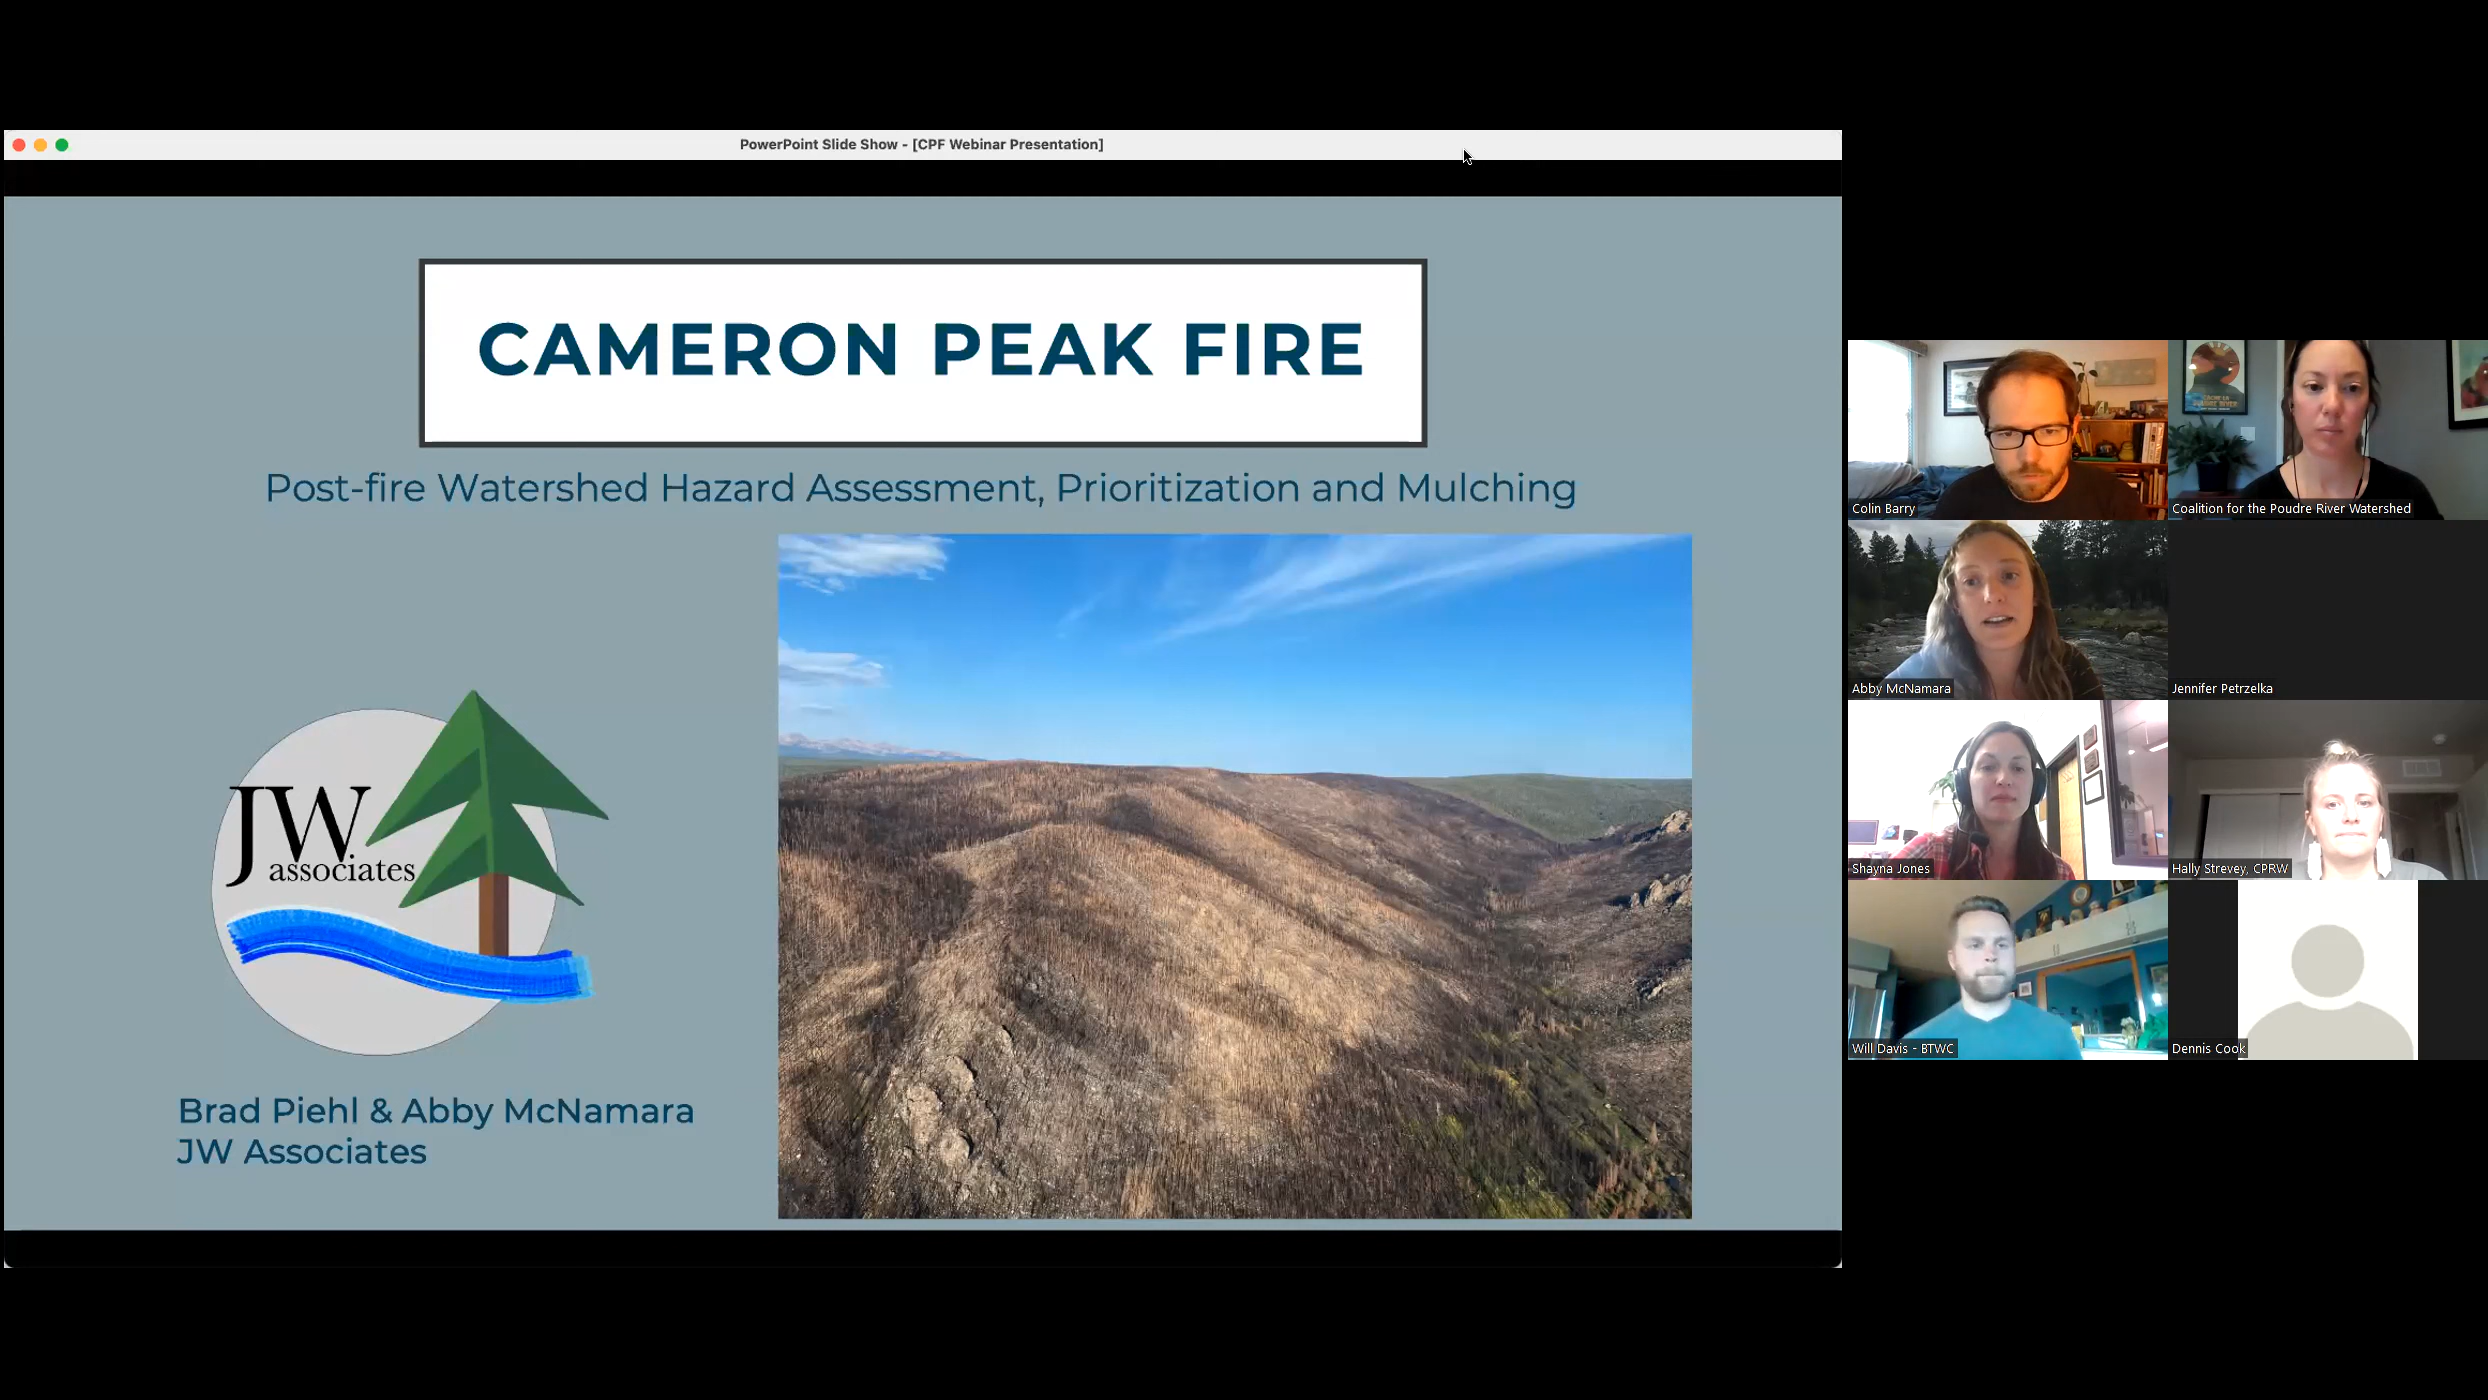 PowerPoint Slide Show - [CPF Webinar Presentation]
CAMERON PEAK FIRE
Post-fire Watershed Hazard Assessment, Prioritization and Mulching
JW
associates
Brad Piehl & Abby McNamara
JW Associates
Colin Barry
Coalition for the Poudre River Watershed
Abby McNamara
Jennifer Petrzelka
Shayna Jones
Hally Strevey, CPRW
Will Davis - BTWC
Dennis Cook